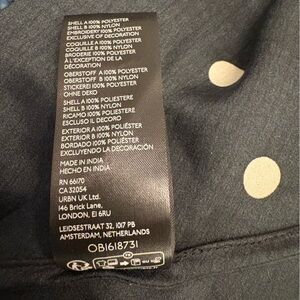 SHELL A 100% POLYESTER
SHELL B 100% NYLON
EMBROIDERY 100% POLYESTER
EXCLUSIVE OF DECORATION
COQUILLE A 100% POLYESTER
COQUILLE B 100% NYLON
BRODERIE 100% POLYESTER
À L'EXCEPTION DE LA
DÉCORATION
OBERSTOFF A 100% POLYESTER
OBERSTOFF B 100% NYLON
STICKEREI 100% POLYESTER
OHNE DEKO
SHELL A 100% POLIESTERE
SHELL B 100% NYLON
RICAMO 100% POLIESTERE
ESCLUSO IL DECORO
EXTERIOR A 100% POLIÉSTER
EXTERIOR B 100% NYLON
BORDADO 100% POLIÉSTER
EXCLUYENDO LA DECORACIÓN
MADE IN INDIA
HECHO EN INDIA
RN 66170
CA 32054
URBN UK Ltd.
146 Brick Lane,
LONDON, E1 6RU
LEIDSESTRAAT 32, 1017 PB
AMSTERDAM, NETHERLANDS
OB1618731